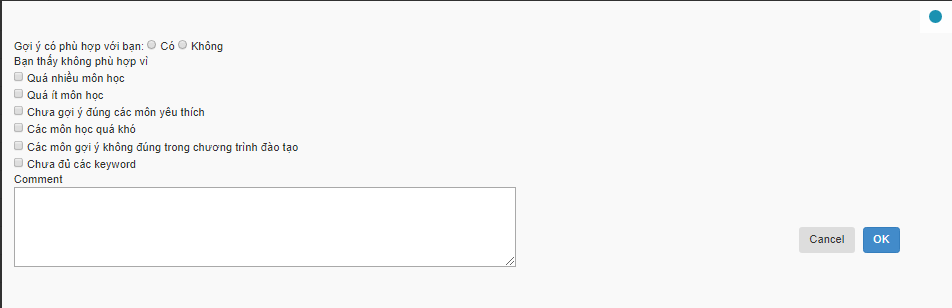 Gợi ý có phù hợp với bạn: Có Không
Bạn thấy không phù hợp vì
Quá nhiều môn học
Quá ít môn học
Chưa gợi ý đúng các môn yêu thích
Các môn học quá khó
Các môn gợi ý không đúng trong chương trình đào tạo
Chưa đủ các keyword
Comment
Cancel OK